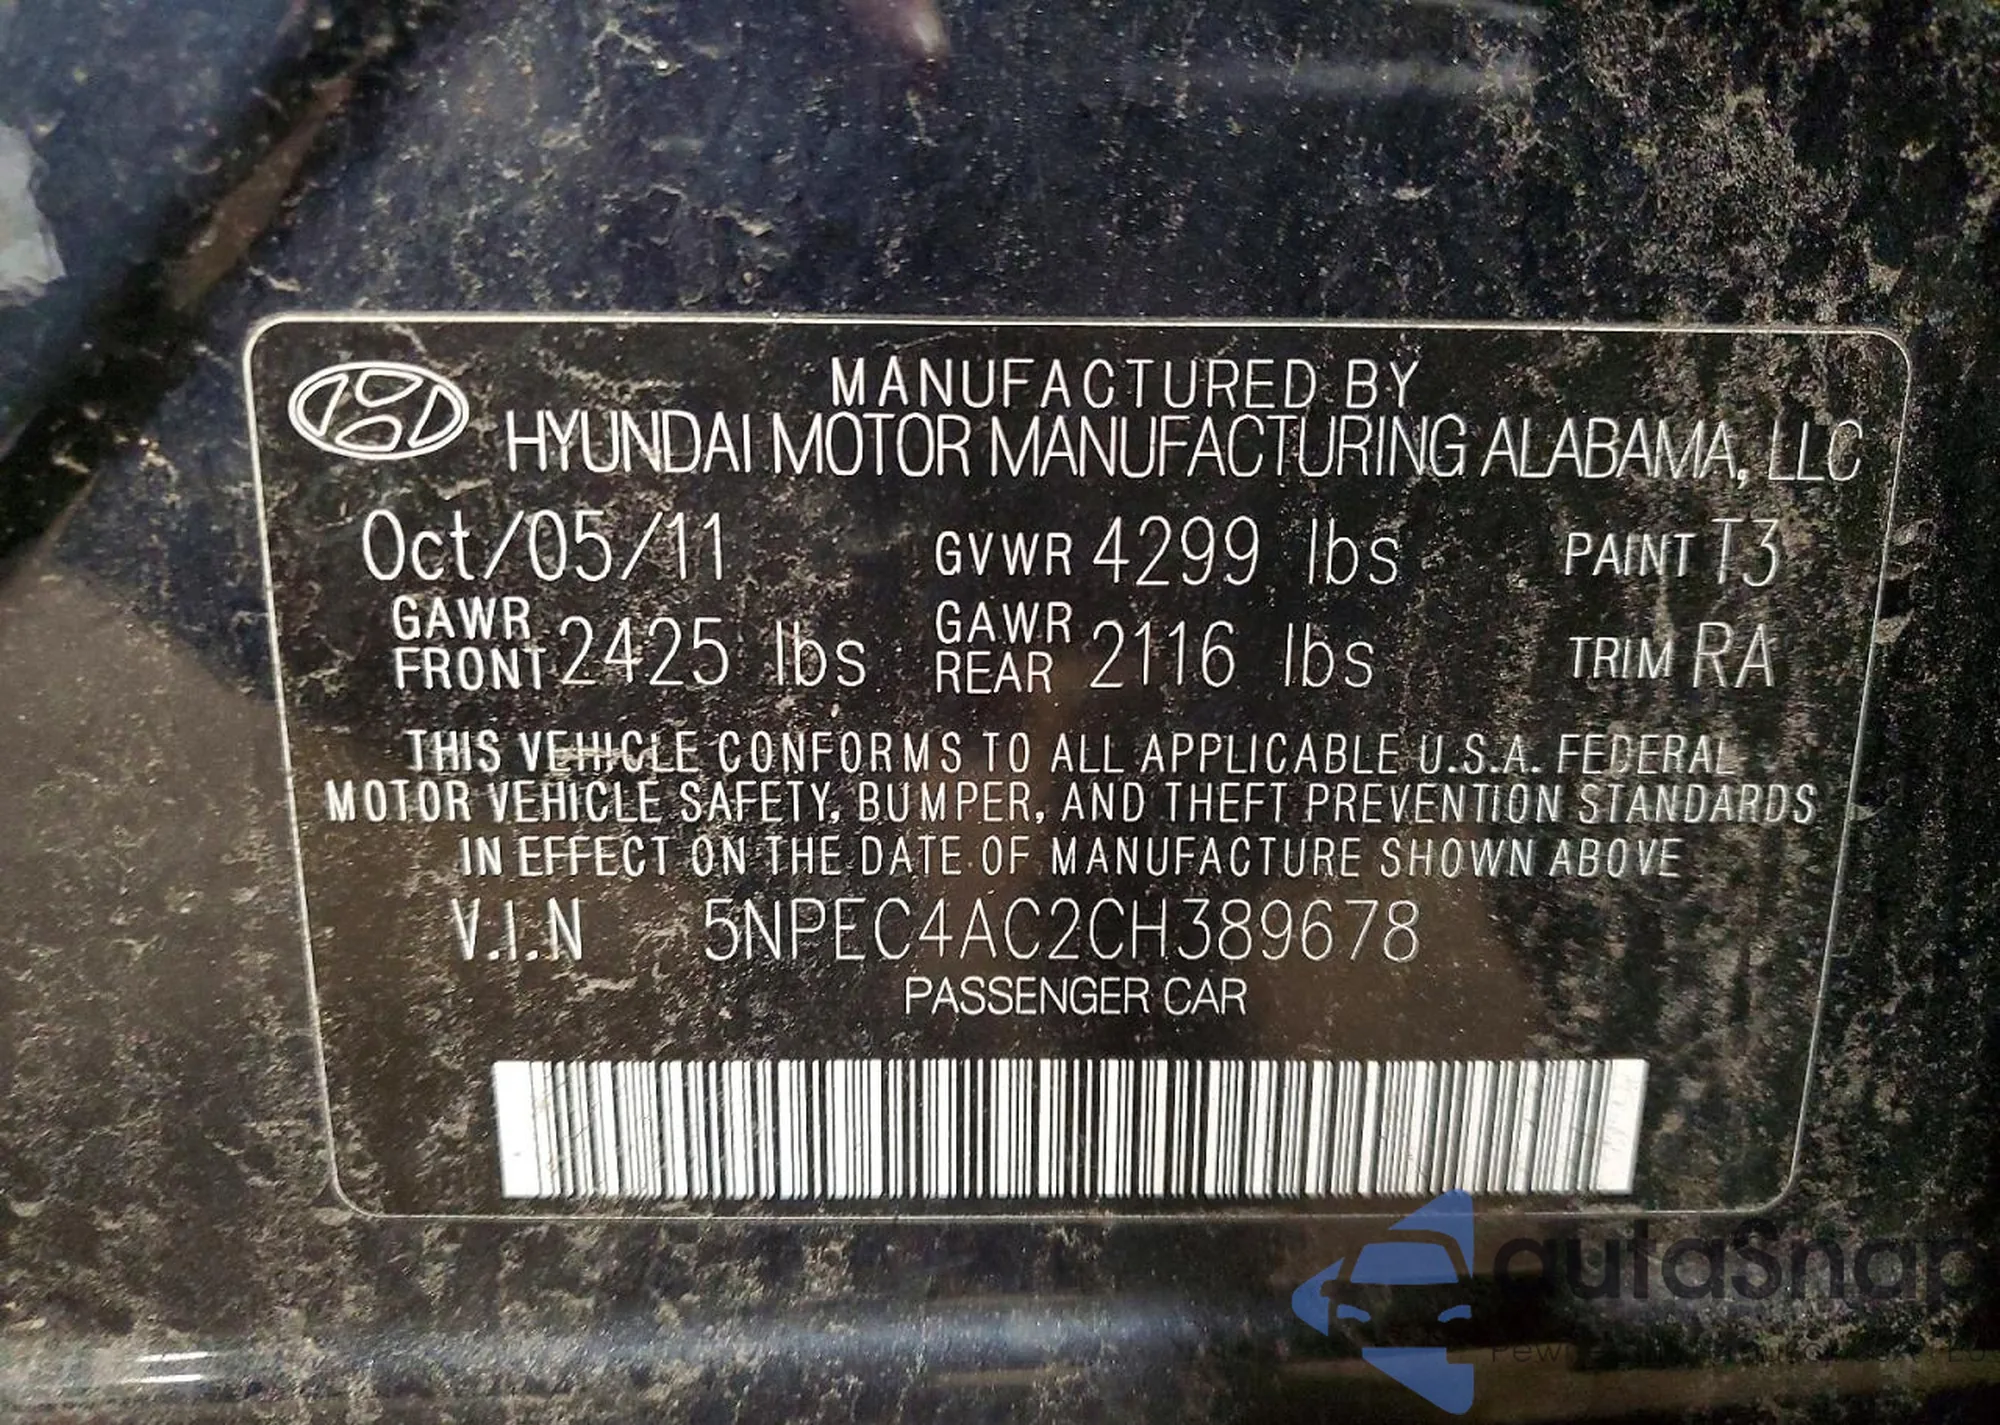 MANUFACTURED BY
HYUNDAI MOTOR MANUFACTURING ALABAMA, LLC
Oct/05/11 GVWR 4299 lbs PAINT T3
GAWR FRONT 2425 lbs GAWR REAR 2116 lbs TRIM RA
THIS VEHICLE CONFORMS TO ALL APPLICABLE U.S.A. FEDERAL
MOTOR VEHICLE SAFETY, BUMPER, AND THEFT PREVENTION STANDARDS
IN EFFECT ON THE DATE OF MANUFACTURE SHOWN ABOVE
V.I.N 5NPEC4AC2CH389678
PASSENGER CAR
autaSnap